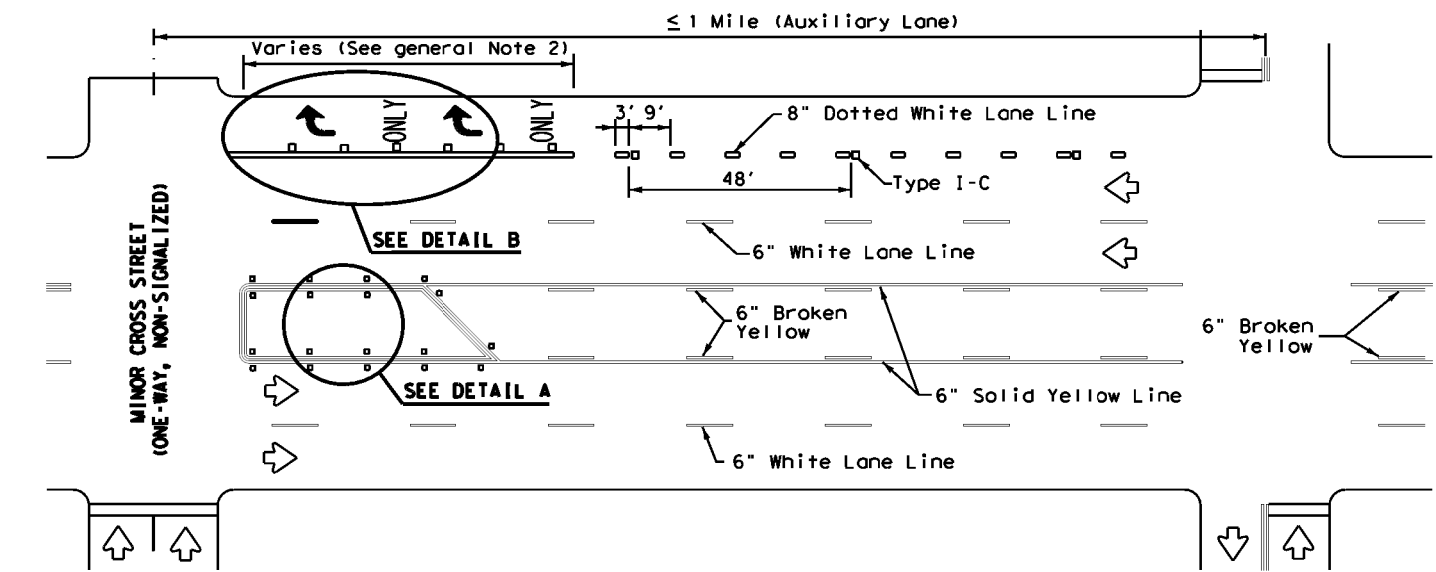 ≤ 1 Mile (Auxiliary Lane)
Varies (See general Note 2)
ONLY
ONLY
3' 9'
8" Dotted White Lane Line
48'
Type I-C
SEE DETAIL B
6" White Lane Line
MINOR CROSS STREET
(ONE-WAY, NON-SIGNALIZED)
6" Broken
Yellow
6" Broken
Yellow
SEE DETAIL A
6" Solid Yellow Line
6" White Lane Line